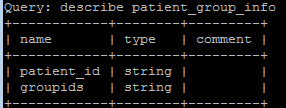 Query: describe patient_group_info
+------------+--------+---------+
| name       | type   | comment |
+------------+--------+---------+
| patient_id | string |         |
| groupids   | string |         |
+------------+--------+---------+